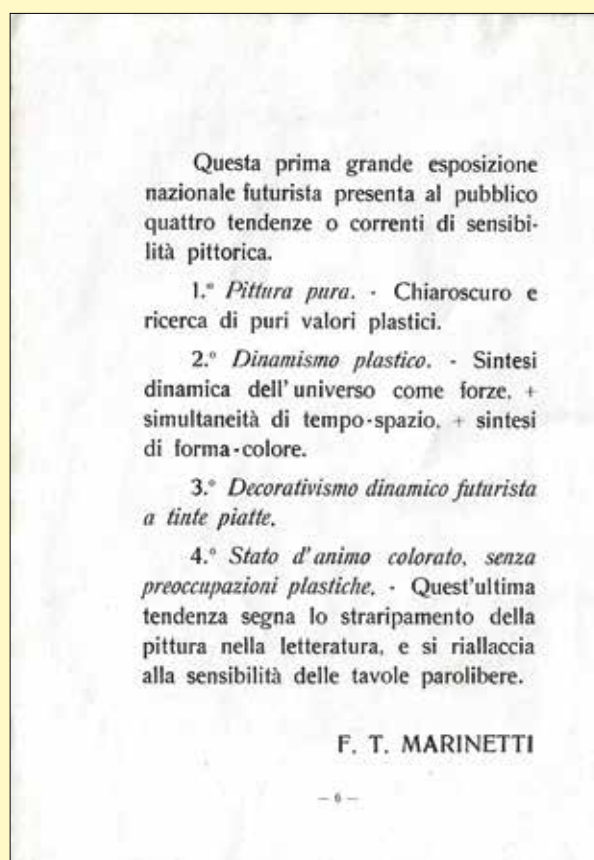 Questa prima grande esposizione
nazionale futurista presenta al pubblico
quattro tendenze o correnti di sensibi-
lità pittorica.
1.º Pittura pura. - Chiaroscuro e
ricerca di puri valori plastici.
2.º Dinamismo plastico. - Sintesi
dinamica dell'universo come forze. +
simultaneità di tempo-spazio. + sintesi
di forma-colore.
3.º Decorativismo dinamico futurista
a tinte piatte.
4.º Stato d'animo colorato, senza
preoccupazioni plastiche. - Quest'ultima
tendenza segna lo straripamento della
pittura nella letteratura, e si riallaccia
alla sensibilità delle tavole parolibere.
F. T. MARINETTI
— 6 —